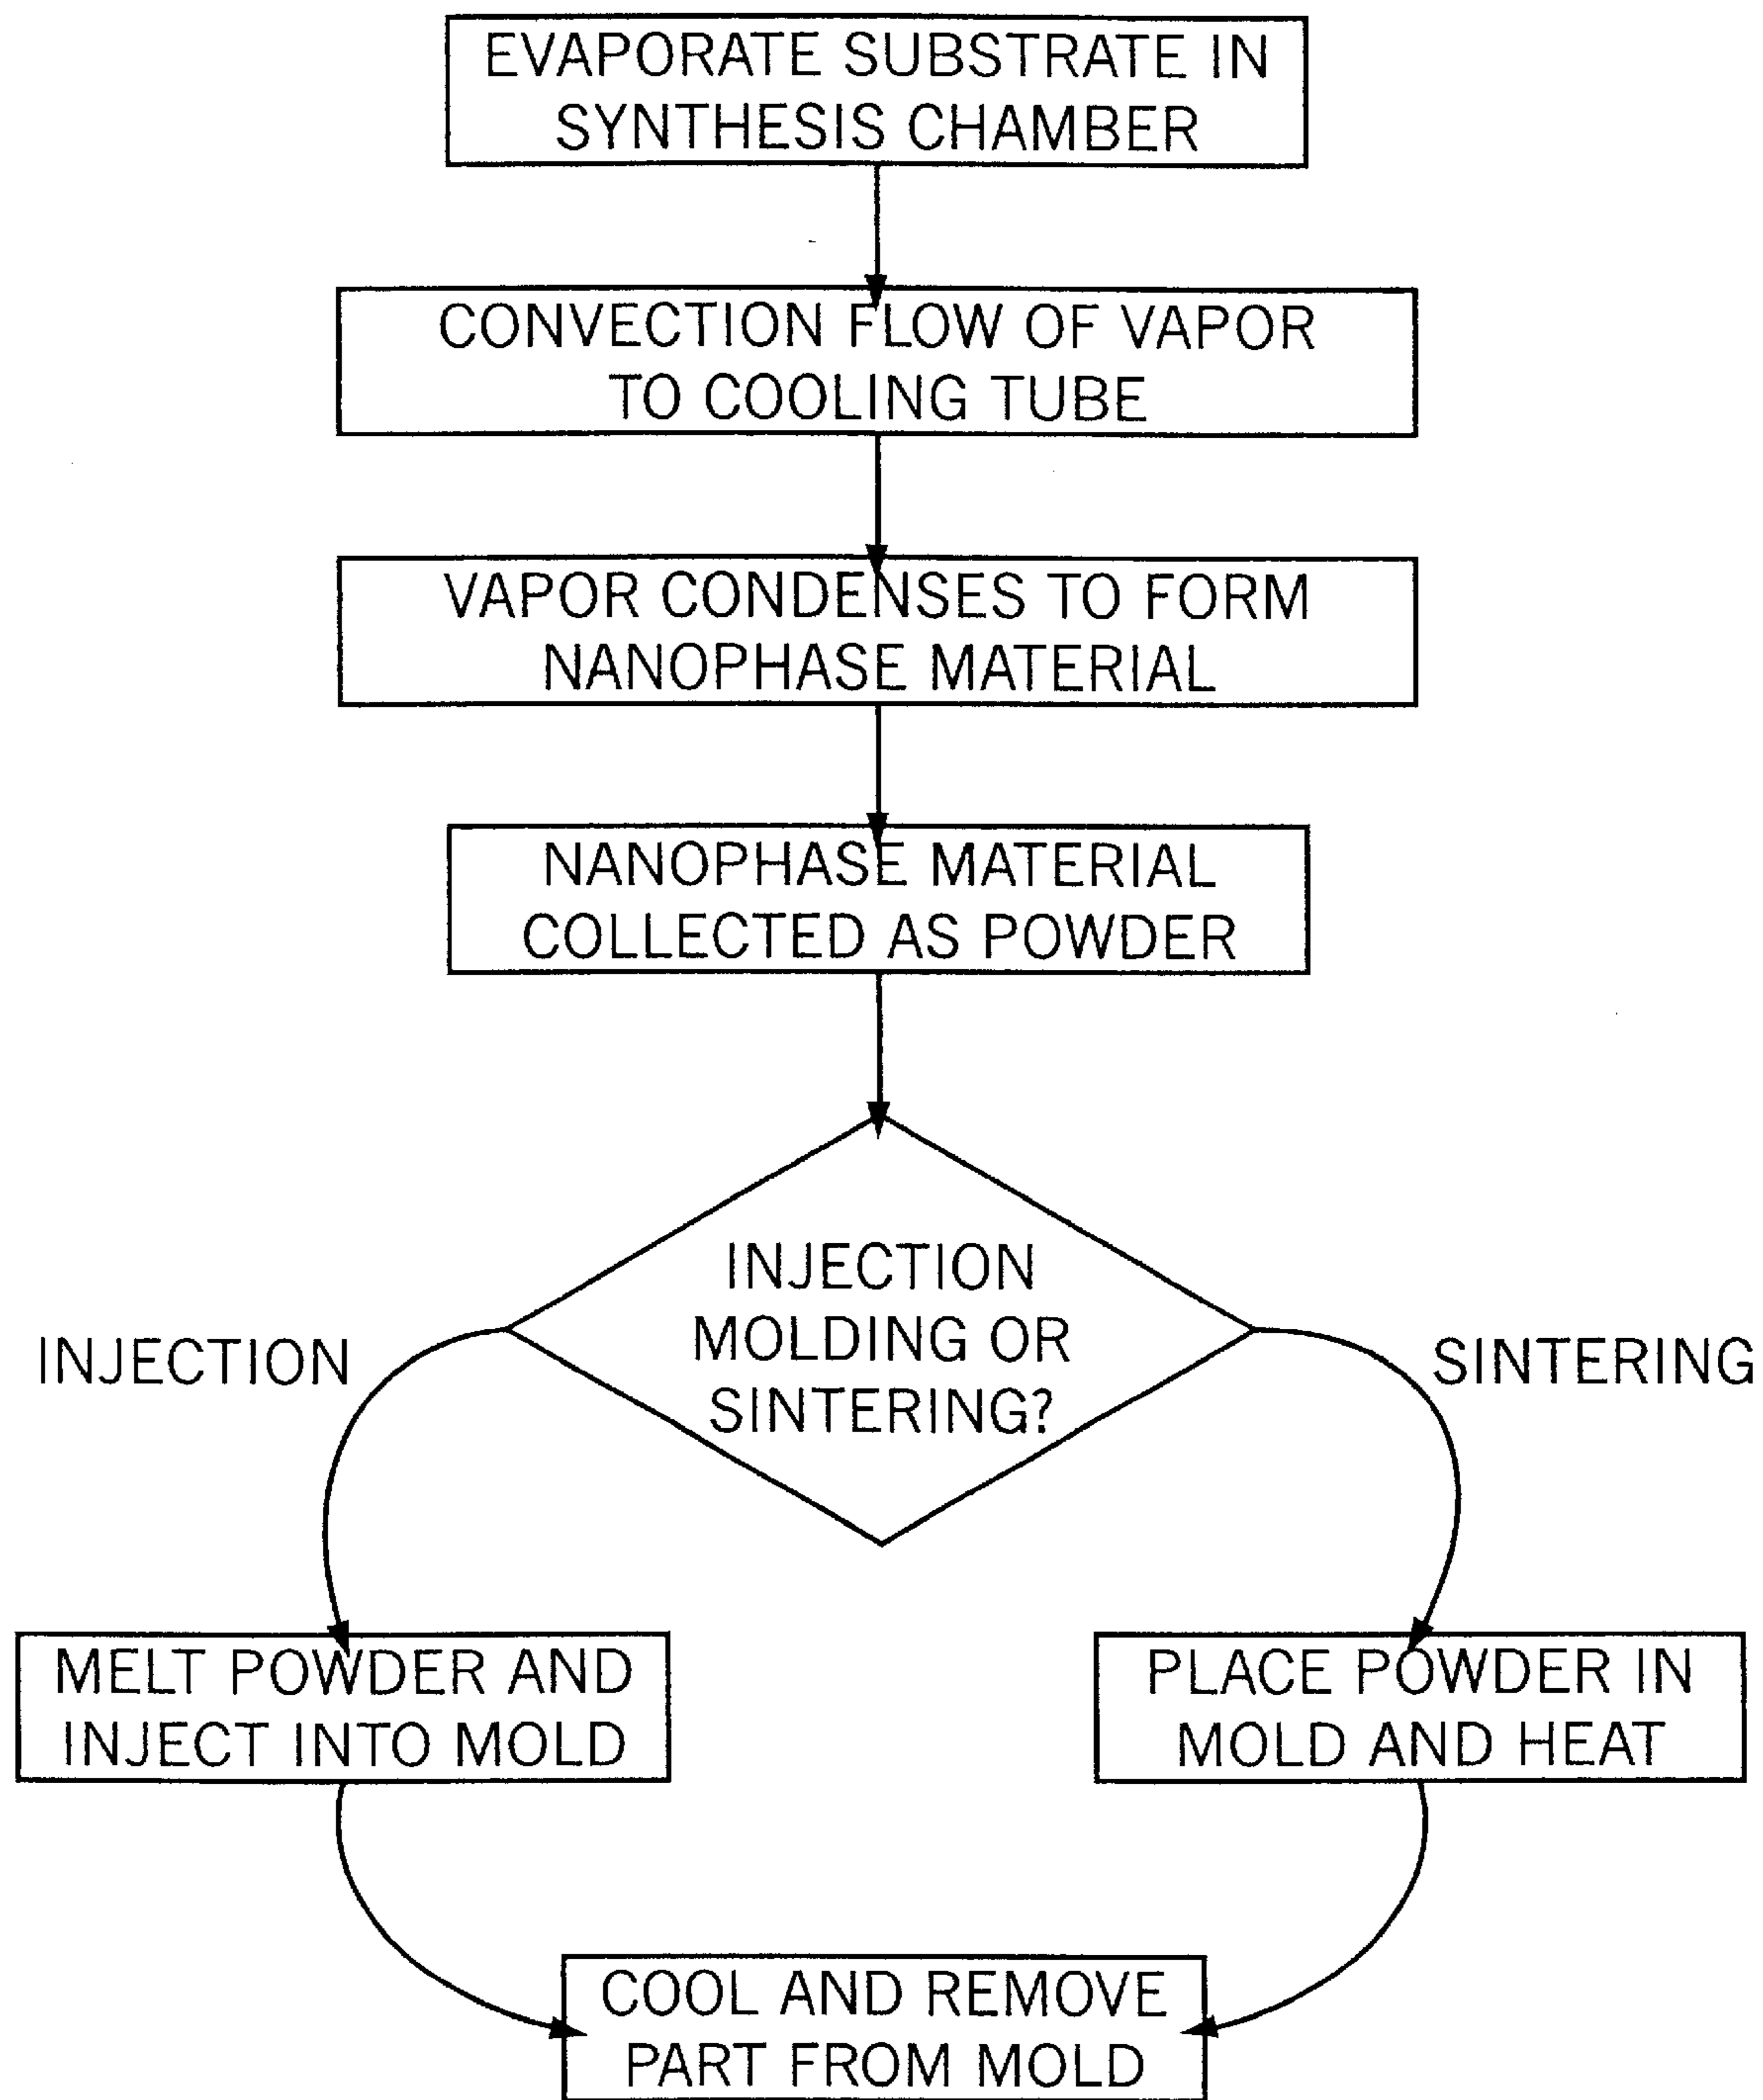 EVAPORATE SUBSTRATE IN
SYNTHESIS CHAMBER
CONVECTION FLOW OF VAPOR
TO COOLING TUBE
VAPOR CONDENSES TO FORM
NANOPHASE MATERIAL
NANOPHASE MATERIAL
COLLECTED AS POWDER
INJECTION
MOLDING OR
SINTERING?
INJECTION
SINTERING
MELT POWDER AND
INJECT INTO MOLD
PLACE POWDER IN
MOLD AND HEAT
COOL AND REMOVE
PART FROM MOLD